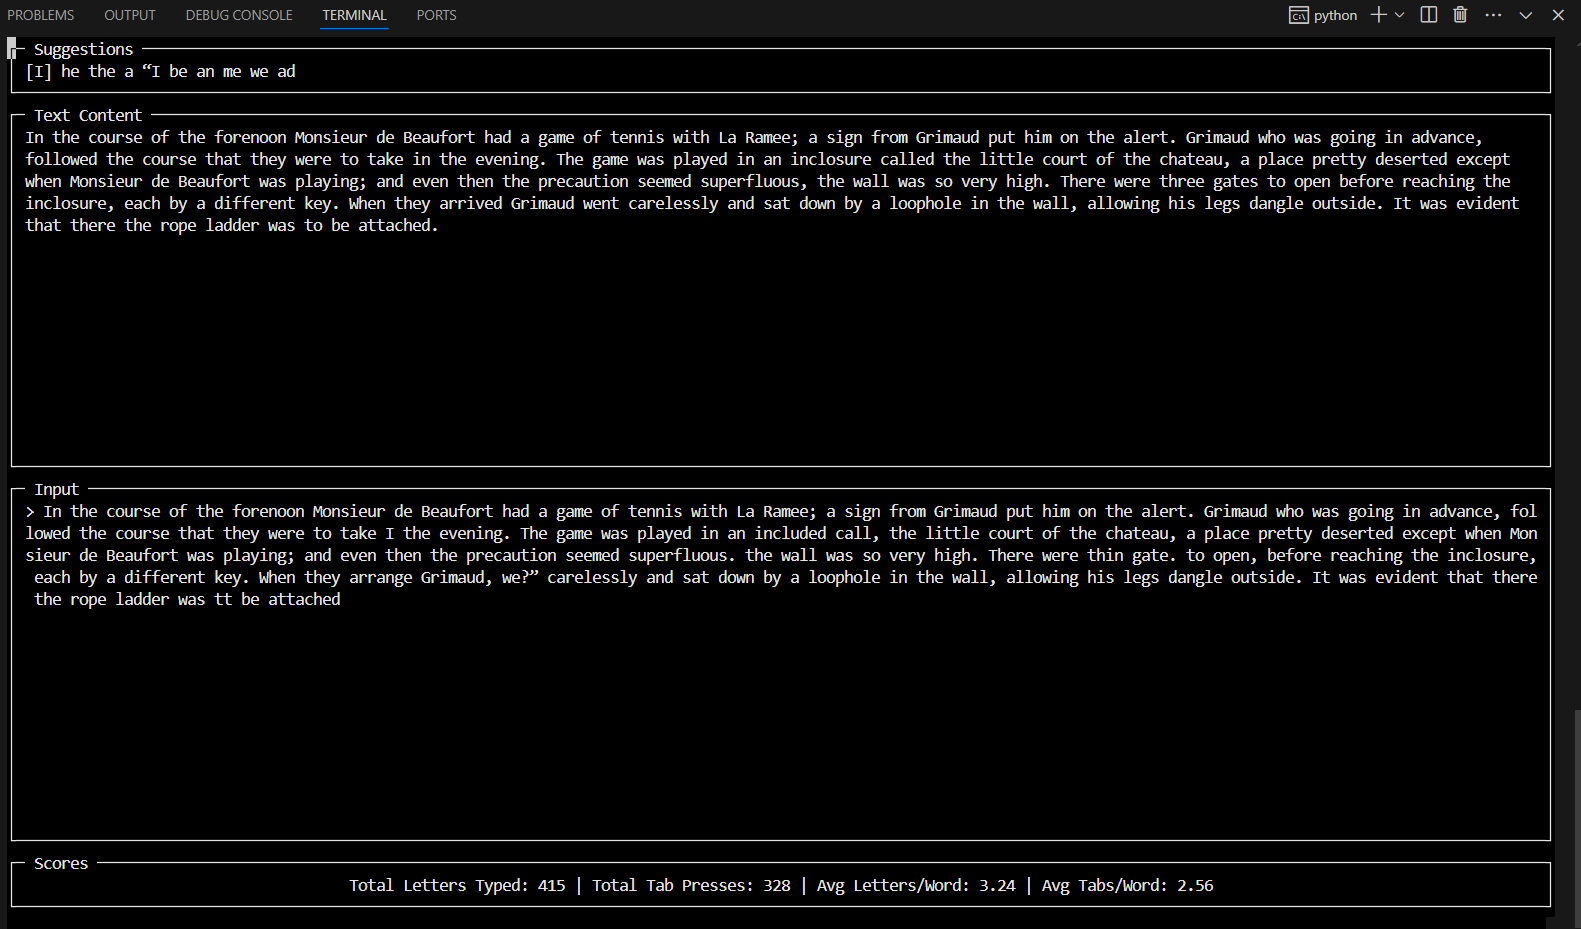 PROBLEMS OUTPUT DEBUG CONSOLE TERMINAL PORTS python
Suggestions
[I] he the a “I be an me we ad
Text Content
In the course of the forenoon Monsieur de Beaufort had a game of tennis with La Ramee; a sign from Grimaud put him on the alert. Grimaud who was going in advance,
followed the course that they were to take in the evening. The game was played in an inclosure called the little court of the chateau, a place pretty deserted except
when Monsieur de Beaufort was playing; and even then the precaution seemed superfluous, the wall was so very high. There were three gates to open before reaching the
inclosure, each by a different key. When they arrived Grimaud went carelessly and sat down by a loophole in the wall, allowing his legs dangle outside. It was evident
that there the rope ladder was to be attached.
Input
> In the course of the forenoon Monsieur de Beaufort had a game of tennis with La Ramee; a sign from Grimaud put him on the alert. Grimaud who was going in advance, fol
lowed the course that they were to take I the evening. The game was played in an included call, the little court of the chateau, a place pretty deserted except when Mon
sieur de Beaufort was playing; and even then the precaution seemed superfluous. the wall was so very high. There were thin gate. to open, before reaching the inclosure,
each by a different key. When they arrange Grimaud, we?” carelessly and sat down by a loophole in the wall, allowing his legs dangle outside. It was evident that there
the rope ladder was tt be attached
Scores
Total Letters Typed: 415 | Total Tab Presses: 328 | Avg Letters/Word: 3.24 | Avg Tabs/Word: 2.56